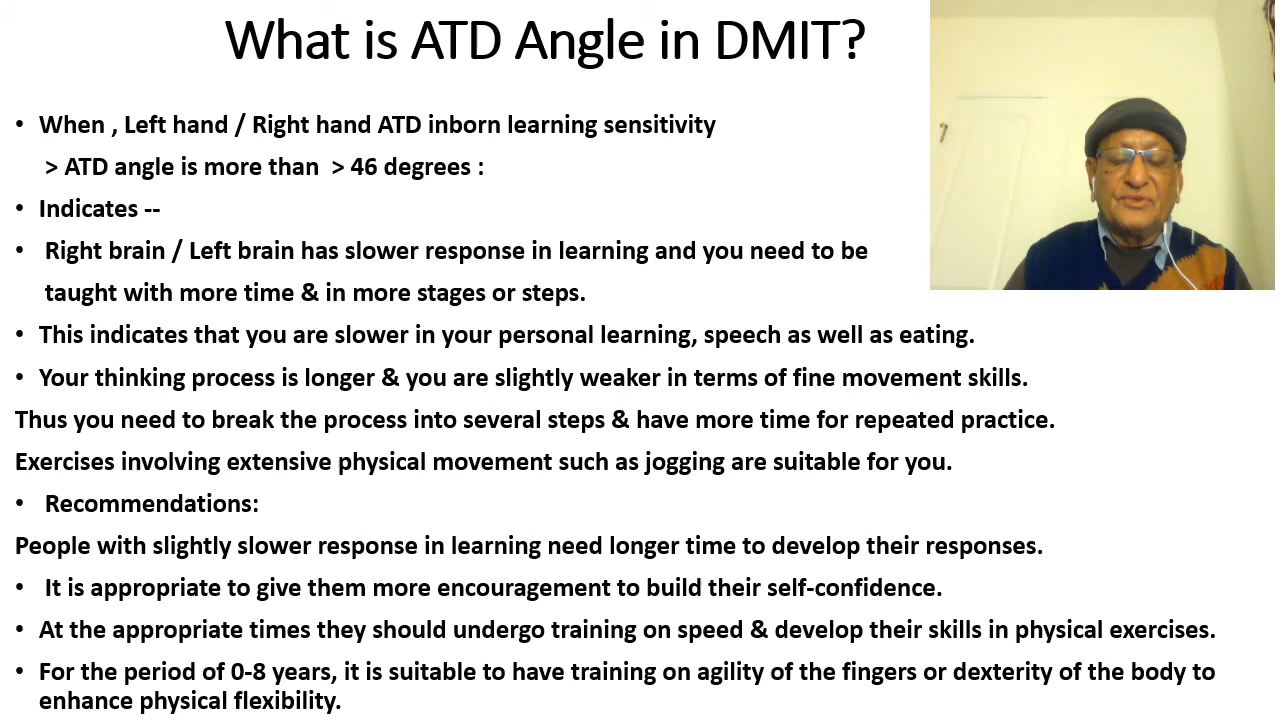 What is ATD Angle in DMIT?
• When , Left hand / Right hand ATD inborn learning sensitivity
> ATD angle is more than > 46 degrees :
• Indicates --
• Right brain / Left brain has slower response in learning and you need to be
taught with more time & in more stages or steps.
• This indicates that you are slower in your personal learning, speech as well as eating.
• Your thinking process is longer & you are slightly weaker in terms of fine movement skills.
Thus you need to break the process into several steps & have more time for repeated practice.
Exercises involving extensive physical movement such as jogging are suitable for you.
• Recommendations:
People with slightly slower response in learning need longer time to develop their responses.
• It is appropriate to give them more encouragement to build their self-confidence.
• At the appropriate times they should undergo training on speed & develop their skills in physical exercises.
• For the period of 0-8 years, it is suitable to have training on agility of the fingers or dexterity of the body to
enhance physical flexibility.